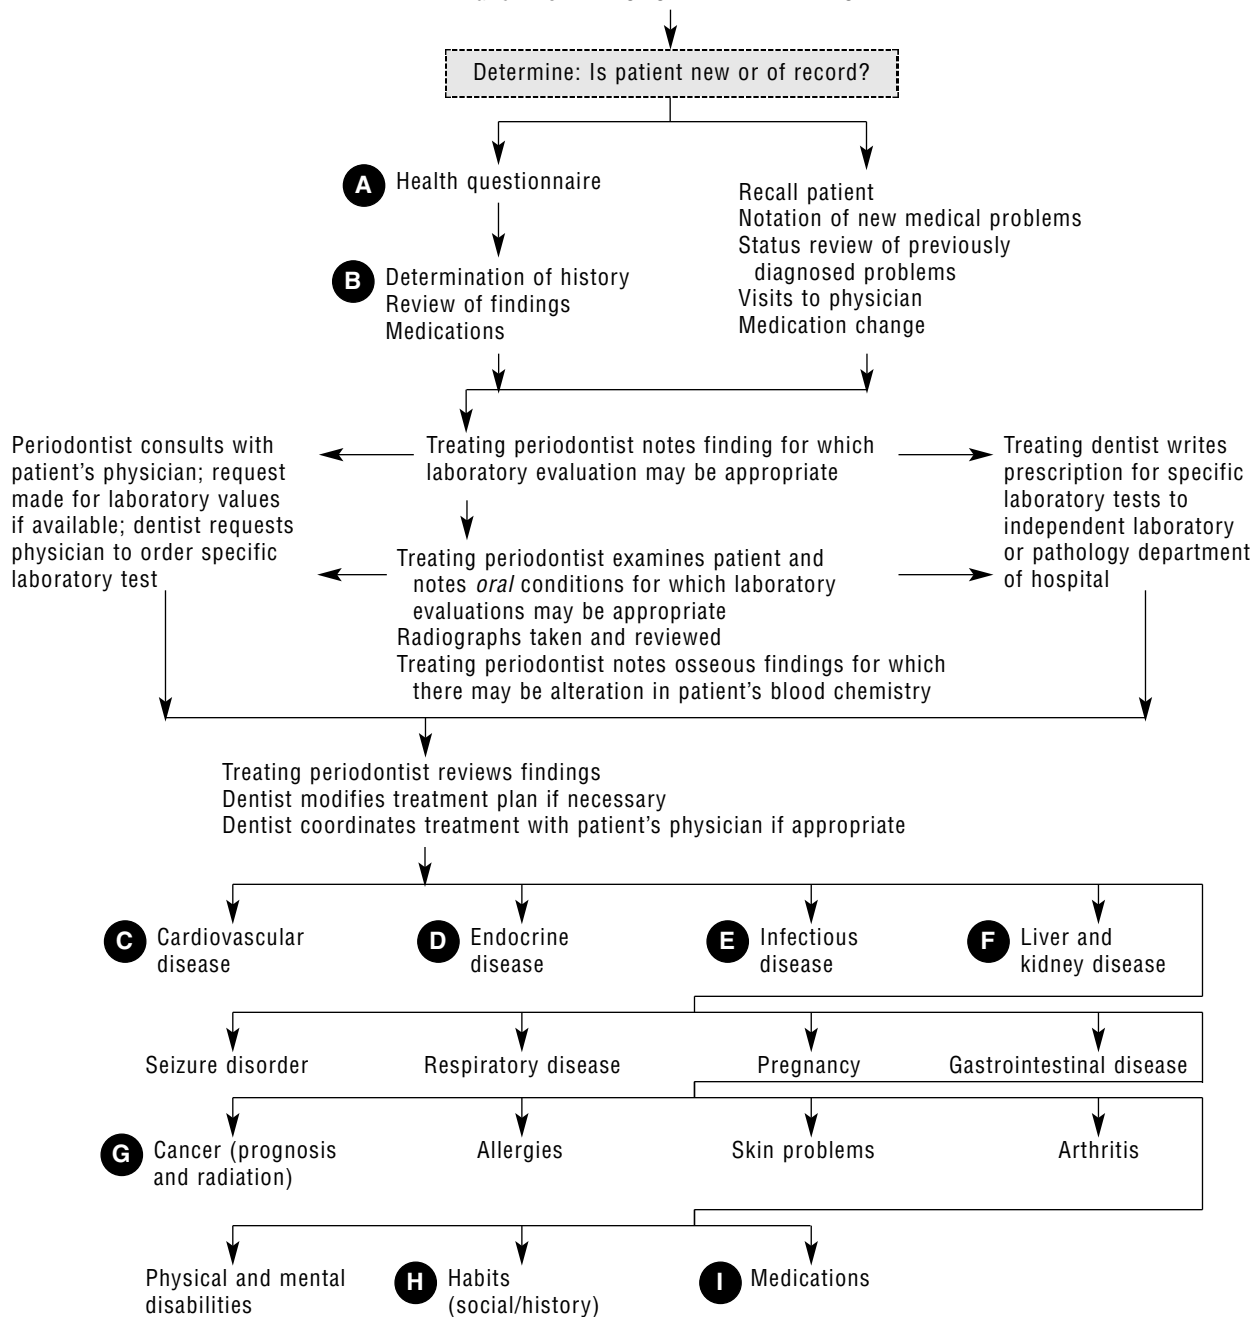 Determine: Is patient new or of record?
A Health questionnaire
B Determination of history
Review of findings
Medications
Recall patient
Notation of new medical problems
Status review of previously
diagnosed problems
Visits to physician
Medication change
Periodontist consults with
patient's physician; request
made for laboratory values
if available; dentist requests
physician to order specific
laboratory test
Treating periodontist notes finding for which
laboratory evaluation may be appropriate
Treating dentist writes
prescription for specific
laboratory tests to
independent laboratory
or pathology department
of hospital
Treating periodontist examines patient and
notes oral conditions for which laboratory
evaluations may be appropriate
Radiographs taken and reviewed
Treating periodontist notes osseous findings for which
there may be alteration in patient's blood chemistry
Treating periodontist reviews findings
Dentist modifies treatment plan if necessary
Dentist coordinates treatment with patient's physician if appropriate
C Cardiovascular
disease
D Endocrine
disease
E Infectious
disease
F Liver and
kidney disease
Seizure disorder
Respiratory disease
Pregnancy
Gastrointestinal disease
G Cancer (prognosis
and radiation)
Allergies
Skin problems
Arthritis
Physical and mental
disabilities
H Habits
(social/history)
I Medications